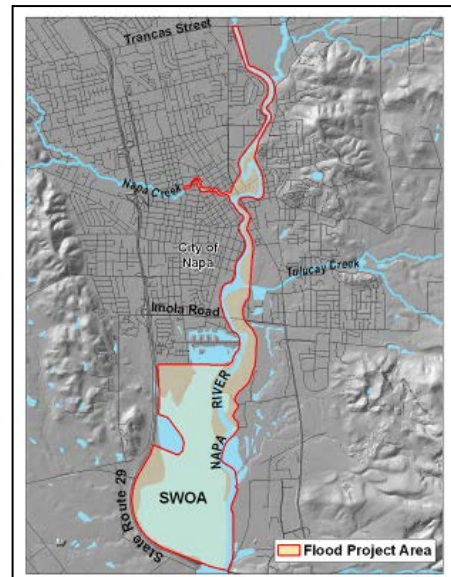 Trancas Street
Napa Creek
City of
Napa
Tulucay Creek
Imola Road
NAPA RIVER
SWOA
State Route 29
Flood Project Area